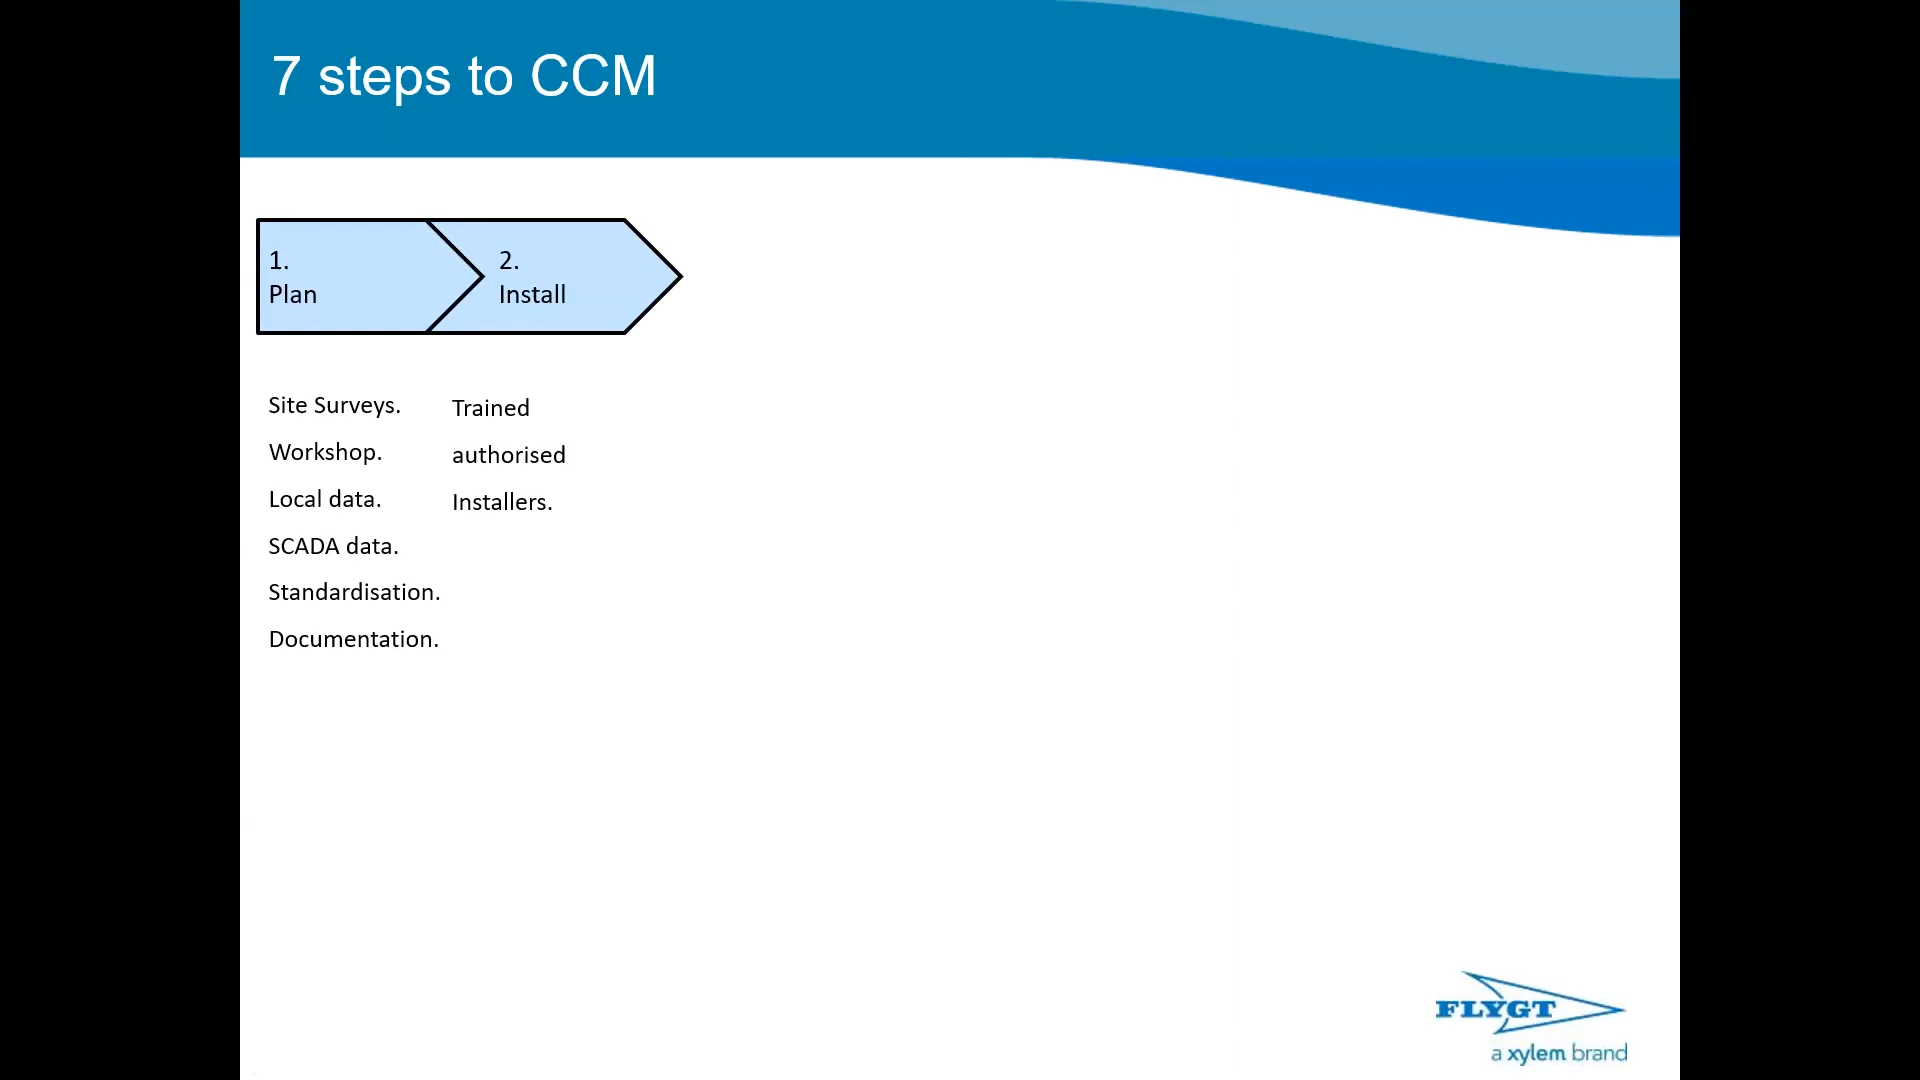 7 steps to CCM
1.
Plan
2.
Install
Site Surveys.
Workshop.
Local data.
SCADA data.
Standardisation.
Documentation.
Trained
authorised
Installers.
FLYGT
a xylem brand